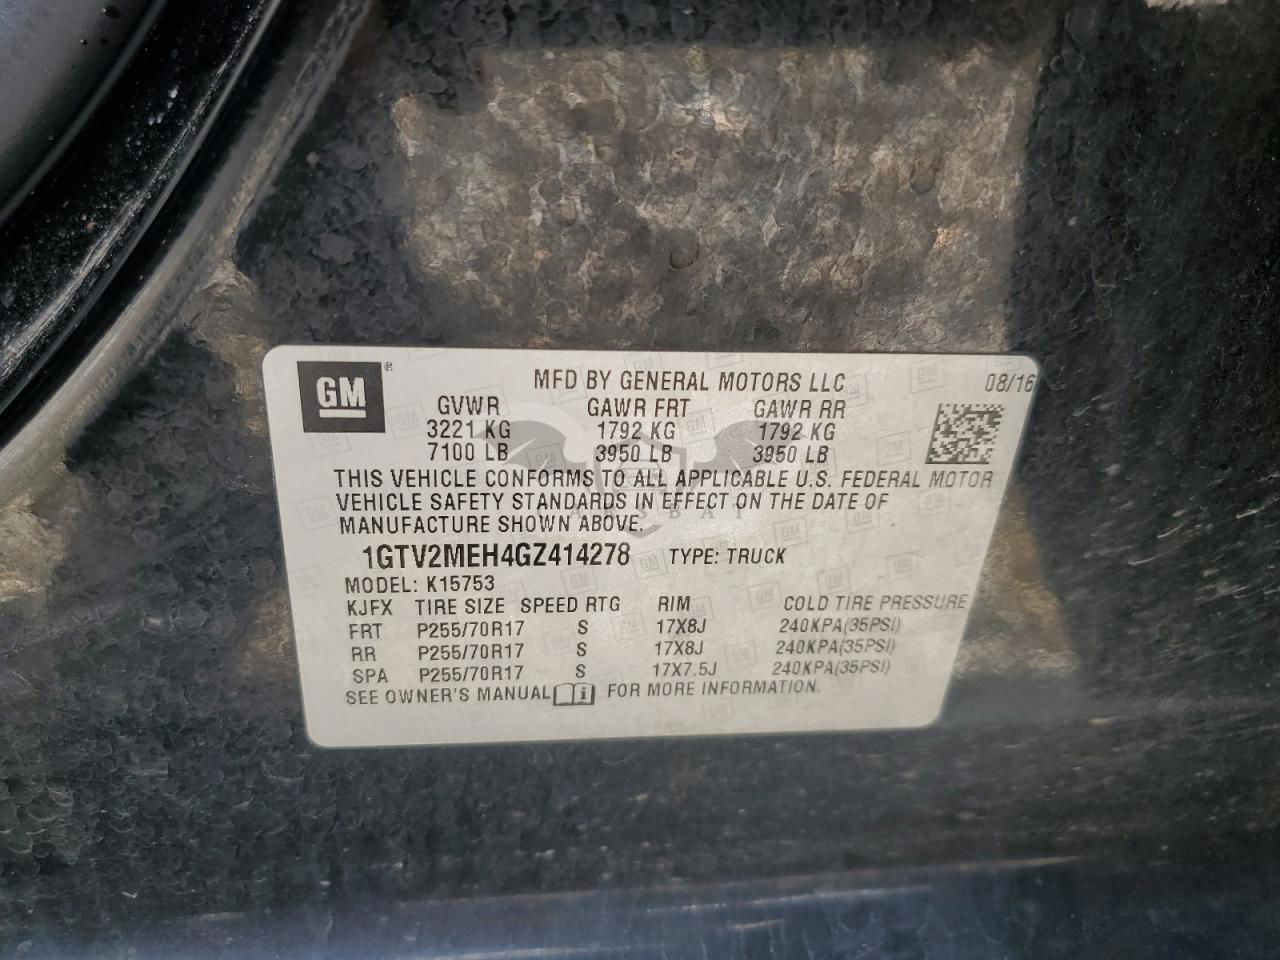 GM
MFD BY GENERAL MOTORS LLC 08/16
GVWR GAWR FRT GAWR RR
3221 KG 1792 KG 1792 KG
7100 LB 3950 LB 3950 LB
THIS VEHICLE CONFORMS TO ALL APPLICABLE U.S. FEDERAL MOTOR
VEHICLE SAFETY STANDARDS IN EFFECT ON THE DATE OF
MANUFACTURE SHOWN ABOVE.
1GTV2MEH4GZ414278 TYPE: TRUCK
MODEL: K15753
KJFX TIRE SIZE SPEED RTG RIM COLD TIRE PRESSURE
FRT P255/70R17 S 17X8J 240KPA(35PSI)
RR P255/70R17 S 17X8J 240KPA(35PSI)
SPA P255/70R17 S 17X7.5J 240KPA(35PSI)
SEE OWNER'S MANUAL i FOR MORE INFORMATION.